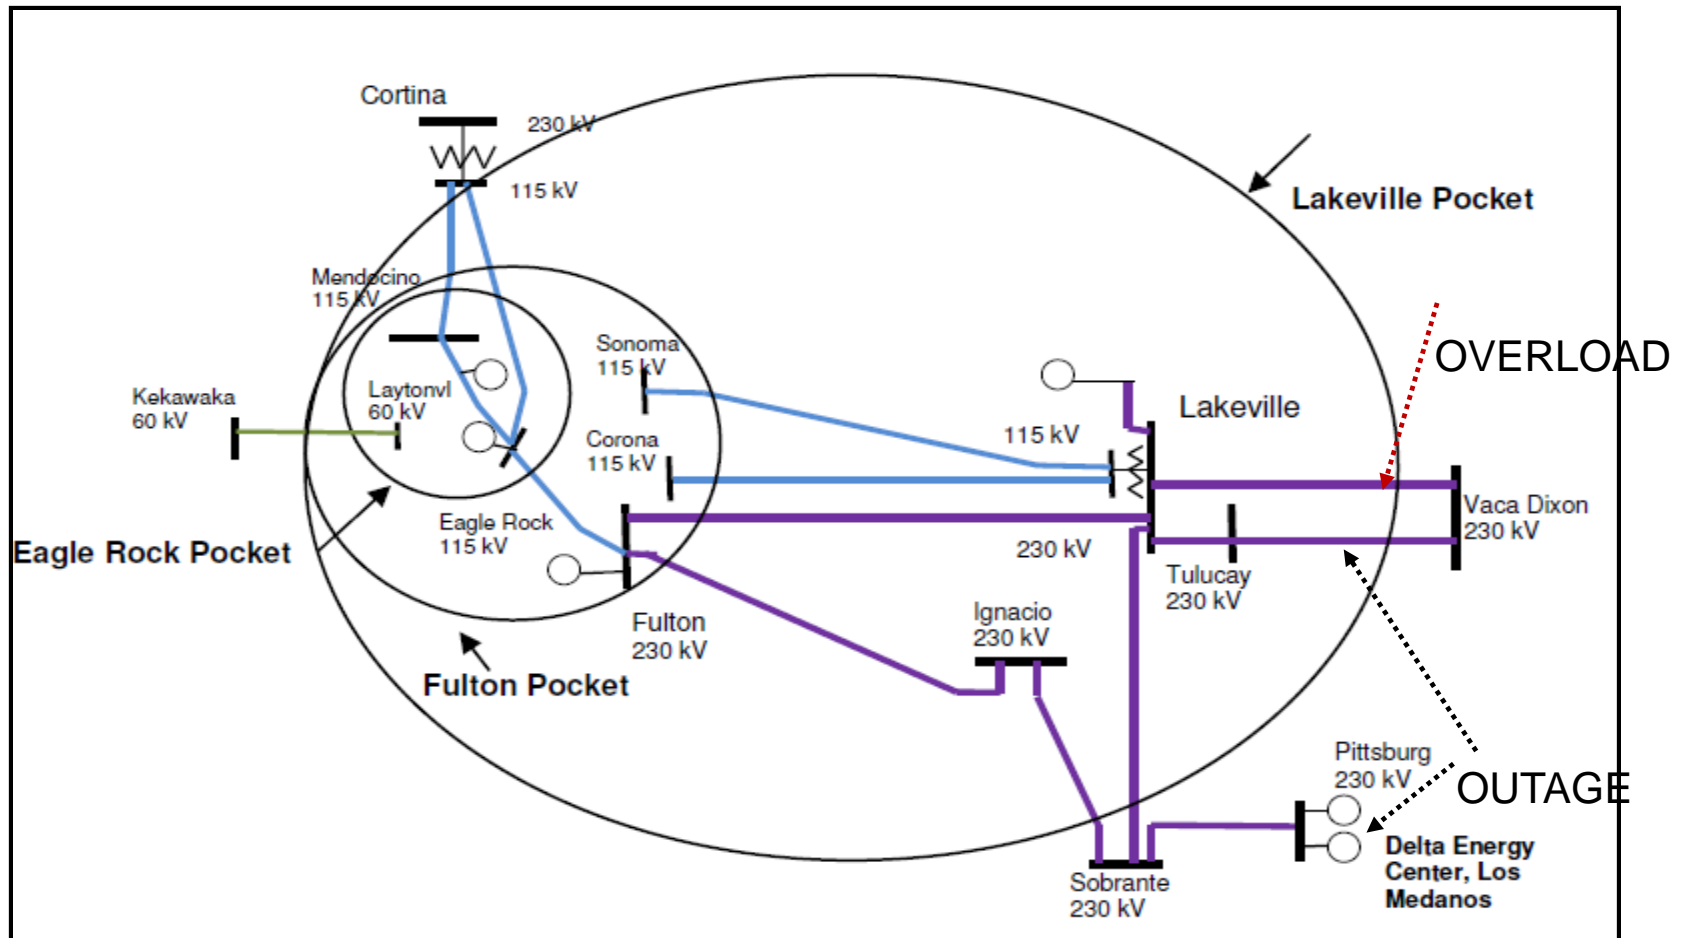 Cortina
230 kV
115 kV
Lakeville Pocket
Mendocino
115 kV
OVERLOAD
Sonoma
115 kV
Kekawaka
60 kV
Laytonvl
60 kV
Lakeville
115 kV
Corona
115 kV
Vaca Dixon
230 kV
Eagle Rock
115 kV
Eagle Rock Pocket
230 kV
Tulucay
230 kV
Ignacio
230 kV
Fulton
230 kV
Fulton Pocket
Pittsburg
230 kV
OUTAGE
Delta Energy
Center, Los
Medanos
Sobrante
230 kV